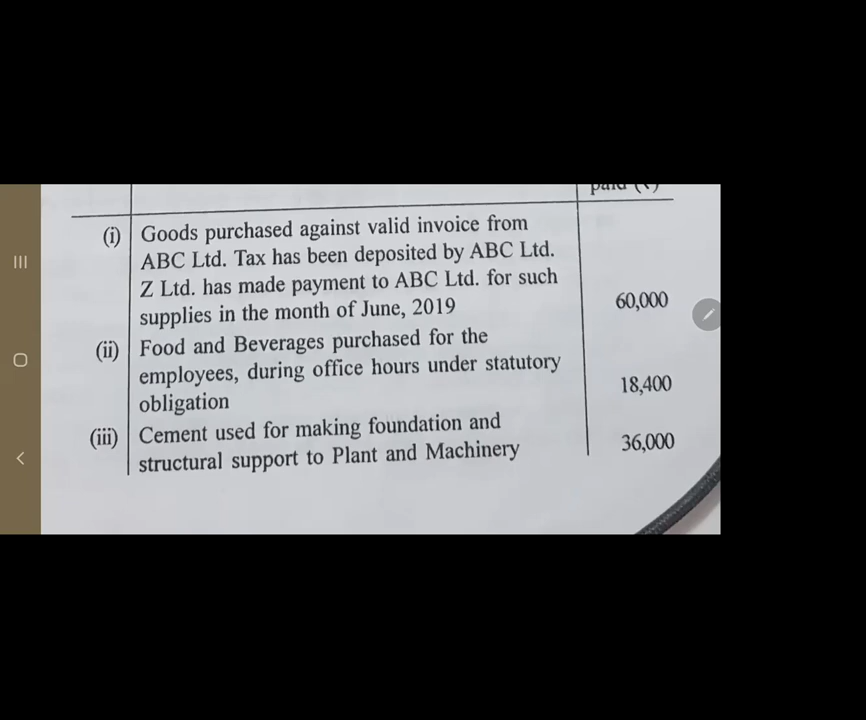 paid (₹)
(i) Goods purchased against valid invoice from
ABC Ltd. Tax has been deposited by ABC Ltd.
Z Ltd. has made payment to ABC Ltd. for such
supplies in the month of June, 2019 60,000
(ii) Food and Beverages purchased for the
employees, during office hours under statutory
obligation 18,400
(iii) Cement used for making foundation and
structural support to Plant and Machinery 36,000